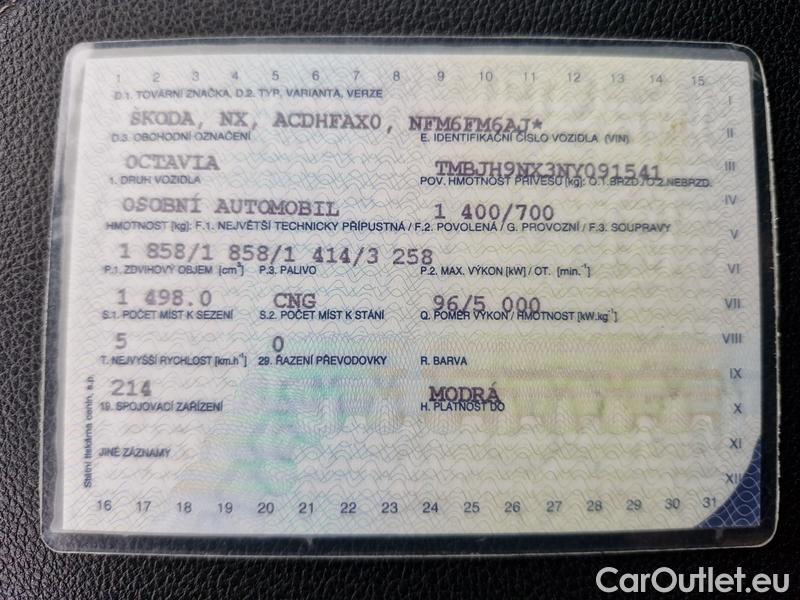 1 2 3 4 5 6 7 8 9 10 11 12 13 14 15
D.1. TOVÁRNÍ ZNAČKA, D.2. TYP, VARIANTA, VERZE
I
ŠKODA, NX, ACDHFAX0, NFM6FM6AJ*
D.3. OBCHODNÍ OZNAČENÍ E. IDENTIFIKAČNÍ ČÍSLO VOZIDLA (VIN)
II
OCTAVIA TMBJH9NX3NY091541
III
1. DRUH VOZIDLA POV. HMOTNOST PŘÍVĚSU [kg]: O.1.BRZD./O.2.NEBRZD.
OSOBNÍ AUTOMOBIL 1 400/700
IV
HMOTNOST [kg]: F.1. NEJVĚTŠÍ TECHNICKY PŘÍPUSTNÁ / F.2. POVOLENÁ / G. PROVOZNÍ / F.3. SOUPRAVY
V
1 858/1 858/1 414/3 258
P.1. ZDVIHOVÝ OBJEM [cm³] P.3. PALIVO P.2. MAX. VÝKON [kW] / OT. [min.⁻¹]
VI
1 498.0 CNG 96/5 000
VII
S.1. POČET MÍST K SEZENÍ S.2. POČET MÍST K STÁNÍ Q. POMĚR VÝKON / HMOTNOST [kW.kg⁻¹]
5 0
VIII
T. NEJVYŠŠÍ RYCHLOST [km.h⁻¹] 29. ŘAZENÍ PŘEVODOVKY R. BARVA
IX
214 MODRÁ
19. SPOJOVACÍ ZAŘÍZENÍ H. PLATNOST DO
X
XI
JINÉ ZÁZNAMY
XII
16 17 18 19 20 21 22 23 24 25 26 27 28 29 30 31
Státní tiskárna cenin, s.p.
CarOutlet.eu